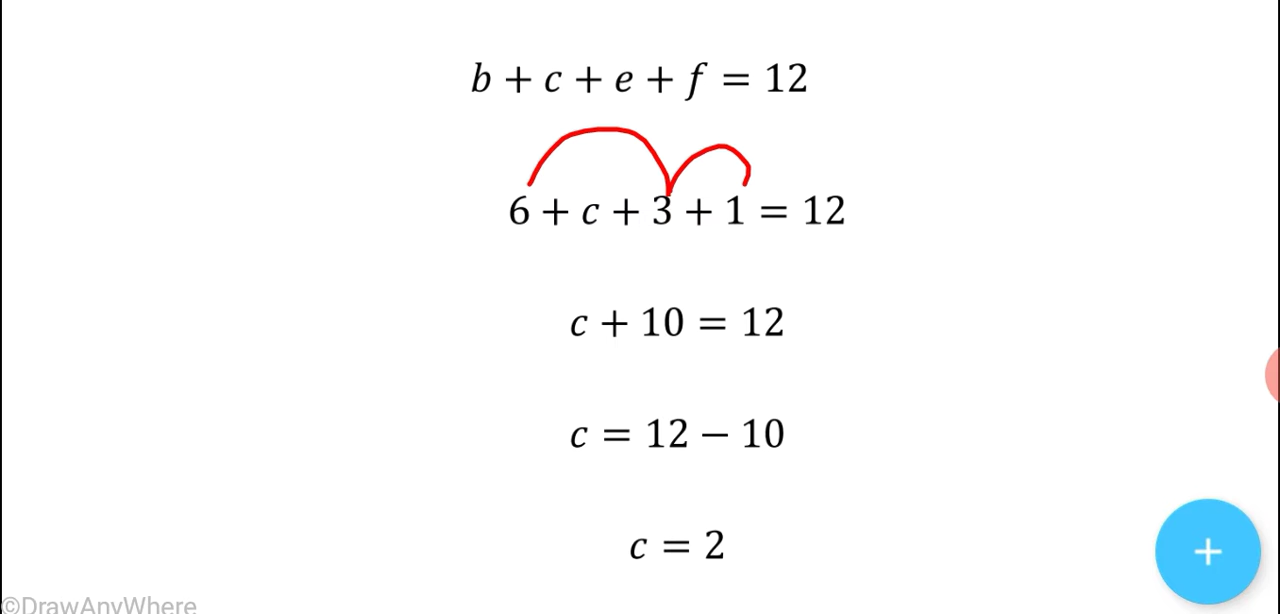 b + c + e + f = 12
6 + c + 3 + 1 = 12
c + 10 = 12
c = 12 − 10
c = 2
+
©DrawAnyWhere